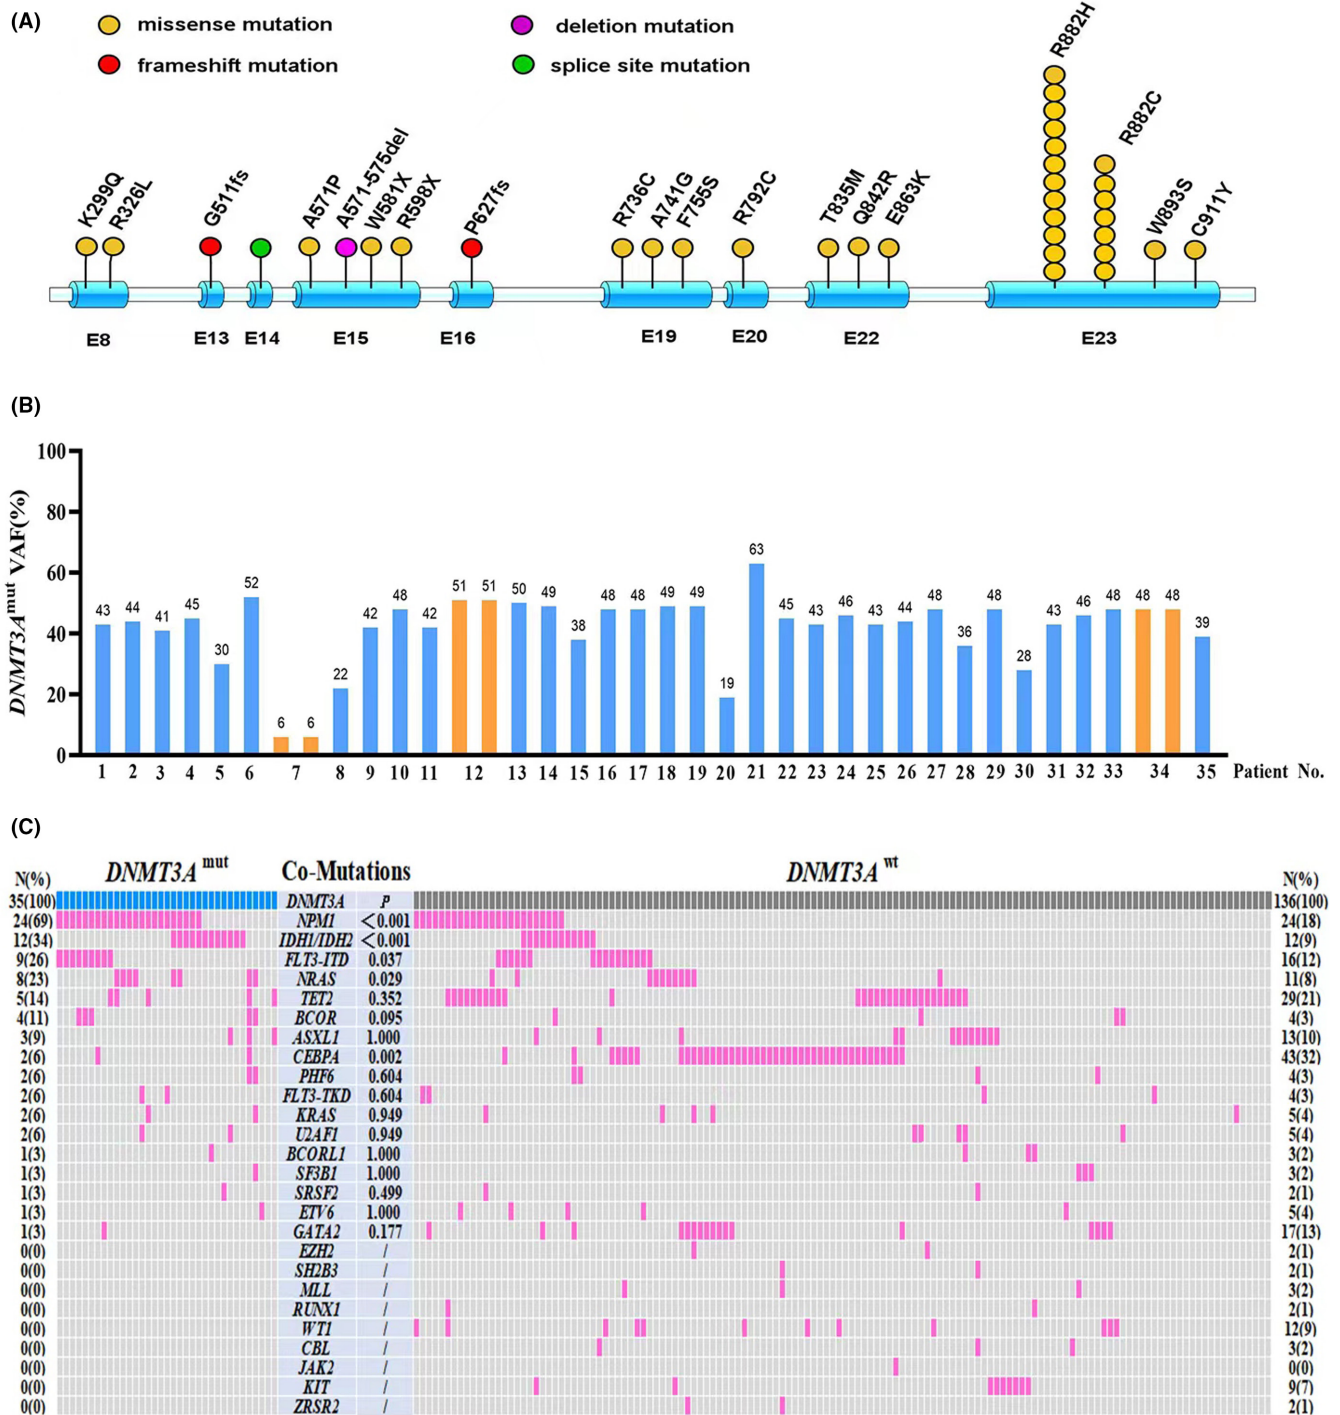 (A)
missense mutation
deletion mutation
frameshift mutation
splice site mutation
K299Q
R326L
G511fs
A571P
A571-575del
W581X
R598X
P627fs
R736C
A741G
F755S
R792C
T835M
Q842R
E863K
R882H
R882C
W893S
C911Y
E8 E13 E14 E15 E16 E19 E20 E22 E23
(B)
DNMT3A mut VAF(%)
100
80
60
40
20
0
43 44 41 45 30 52 6 6 22 42 48 42 51 51 50 49 38 48 48 49 49 19 63 45 43 46 43 44 48 36 48 28 43 46 48 48 48 39
1 2 3 4 5 6 7 8 9 10 11 12 13 14 15 16 17 18 19 20 21 22 23 24 25 26 27 28 29 30 31 32 33 34 35 Patient No.
(C)
DNMT3A mut Co-Mutations DNMT3A wt
N(%) N(%)
35(100) DNMT3A P 136(100)
24(69) NPM1 <0.001 24(18)
12(34) IDH1/IDH2 <0.001 12(9)
9(26) FLT3-ITD 0.037 16(12)
8(23) NRAS 0.029 11(8)
5(14) TET2 0.352 29(21)
4(11) BCOR 0.095 4(3)
3(9) ASXL1 1.000 13(10)
2(6) CEBPA 0.002 43(32)
2(6) PHF6 0.604 4(3)
2(6) FLT3-TKD 0.604 4(3)
2(6) KRAS 0.949 5(4)
2(6) U2AF1 0.949 5(4)
1(3) BCORL1 1.000 3(2)
1(3) SF3B1 1.000 3(2)
1(3) SRSF2 0.499 2(1)
1(3) ETV6 1.000 5(4)
1(3) GATA2 0.177 17(13)
0(0) EZH2 / 2(1)
0(0) SH2B3 / 2(1)
0(0) MLL / 3(2)
0(0) RUNX1 / 2(1)
0(0) WT1 / 12(9)
0(0) CBL / 3(2)
0(0) JAK2 / 0(0)
0(0) KIT / 9(7)
0(0) ZRSR2 / 2(1)